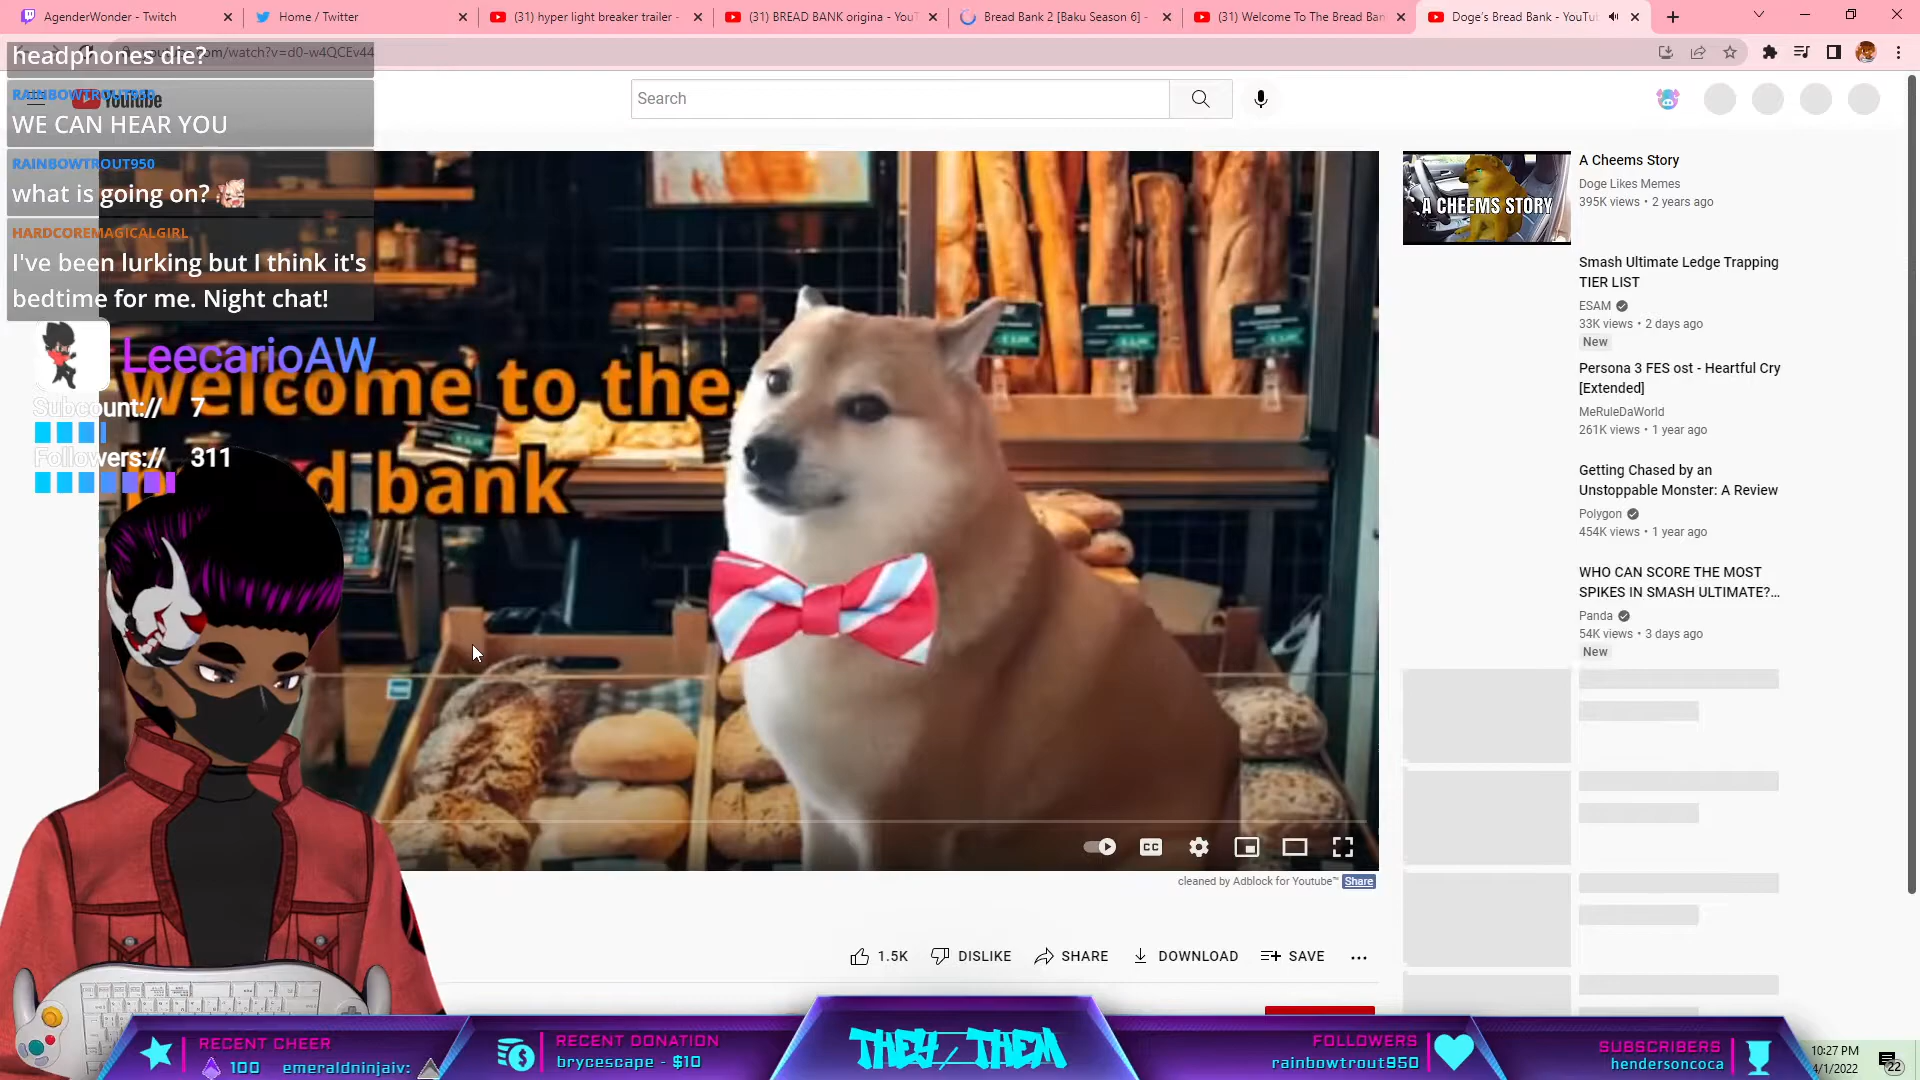 AgenderWonder - Twitch
Home / Twitter
(31) hyper light breaker trailer -
(31) BREAD BANK origina - YouT
Bread Bank 2 [Baku Season 6] -
(31) Welcome To The Bread Ban
Doge's Bread Bank - YouTu
headphones die?
.com/watch?v=d0-w4QCEv44
RAINBOWTROUT950
YouTube
Search
WE CAN HEAR YOU
RAINBOWTROUT950
what is going on?
HARDCOREMAGICALGIRL
I've been lurking but I think it's
bedtime for me. Night chat!
LeecarioAW
welcome to the
d bank
Subcount:// 7
Followers:// 311
A CHEEMS STORY
A Cheems Story
Doge Likes Memes
395K views • 2 years ago
Smash Ultimate Ledge Trapping
TIER LIST
ESAM
33K views • 2 days ago
New
Persona 3 FES ost - Heartful Cry
[Extended]
MeRuleDaWorld
261K views • 1 year ago
Getting Chased by an
Unstoppable Monster: A Review
Polygon
454K views • 1 year ago
WHO CAN SCORE THE MOST
SPIKES IN SMASH ULTIMATE?...
Panda
54K views • 3 days ago
New
CC
cleaned by Adblock for Youtube™ Share
1.5K
DISLIKE
SHARE
DOWNLOAD
SAVE
RECENT CHEER
100 emeraldninjaiv:
RECENT DONATION
brycescape - $10
THEY/THEM
FOLLOWERS
rainbowtrout950
SUBSCRIBERS
hendersoncoca
10:27 PM
4/1/2022
22